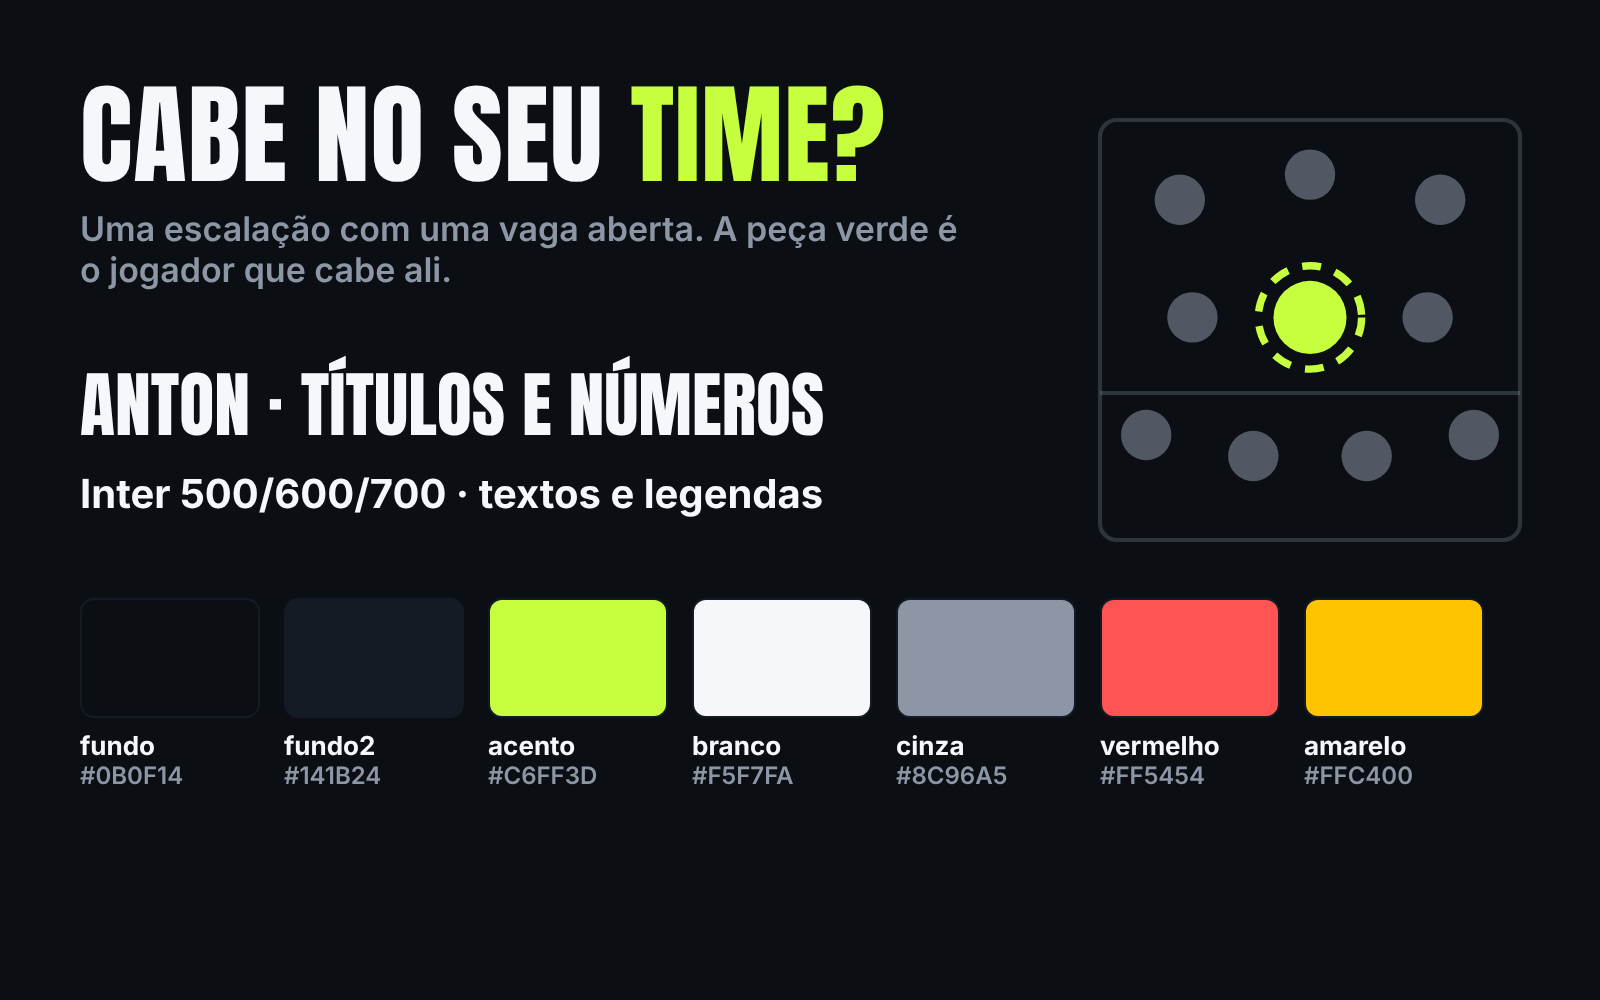 CABE NO SEU TIME?
Uma escalação com uma vaga aberta. A peça verde é
o jogador que cabe ali.
ANTON · TÍTULOS E NÚMEROS
Inter 500/600/700 · textos e legendas
fundo
#0B0F14
fundo2
#141B24
acento
#C6FF3D
branco
#F5F7FA
cinza
#8C96A5
vermelho
#FF5454
amarelo
#FFC400